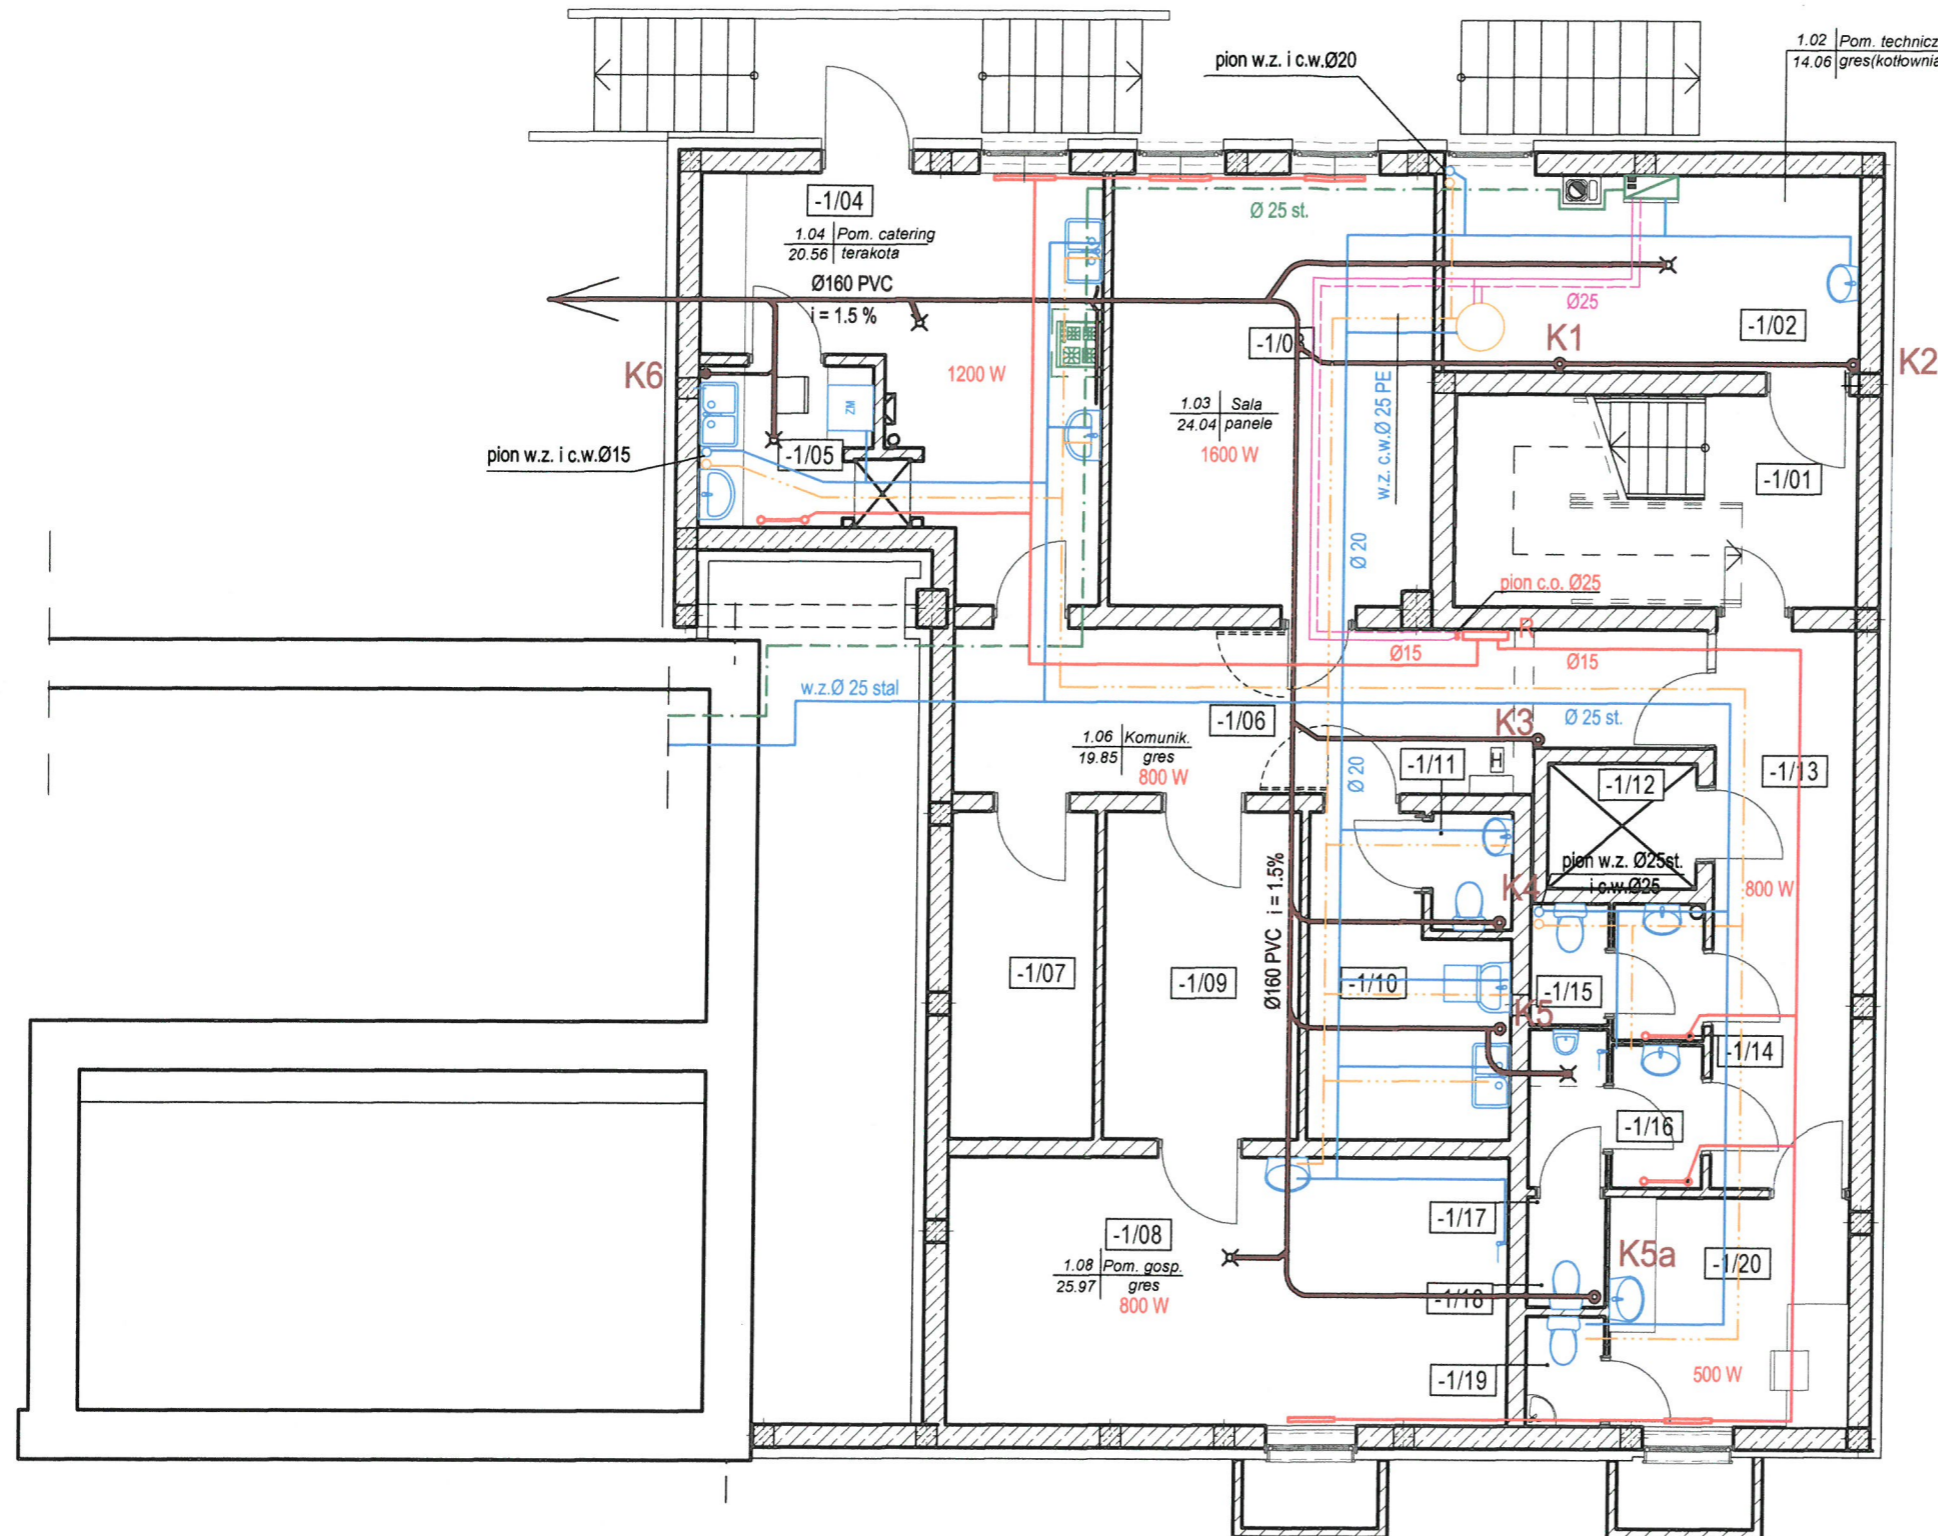 pion w.z. i c.w.Ø20
1.02 Pom. technicz
14.06 gres(kotłownia
-1/04
1.04 Pom. catering
20.56 terakota
Ø160 PVC
i = 1.5 %
Ø 25 st.
Ø25
-1/02
K1
K2
K6
1200 W
1.03 Sala
24.04 panele
1600 W
w.z. c.w.Ø 25 PE
ZM
-1/05
pion w.z. i c.w.Ø15
-1/01
Ø 20
pion c.o. Ø25
R
Ø15
Ø15
w.z.Ø 25 stal
-1/06
K3
Ø 25 st.
1.06 Komunik.
19.85 gres
800 W
Ø 20
-1/11
H
-1/12
-1/13
pion w.z. Ø25st.
i c.w.Ø25
800 W
K4
Ø160 PVC i = 1.5%
-1/07
-1/09
-1/10
-1/15
K5
-1/14
-1/16
-1/17
-1/08
1.08 Pom. gosp.
25.97 gres
800 W
K5a
-1/20
-1/18
-1/19
500 W